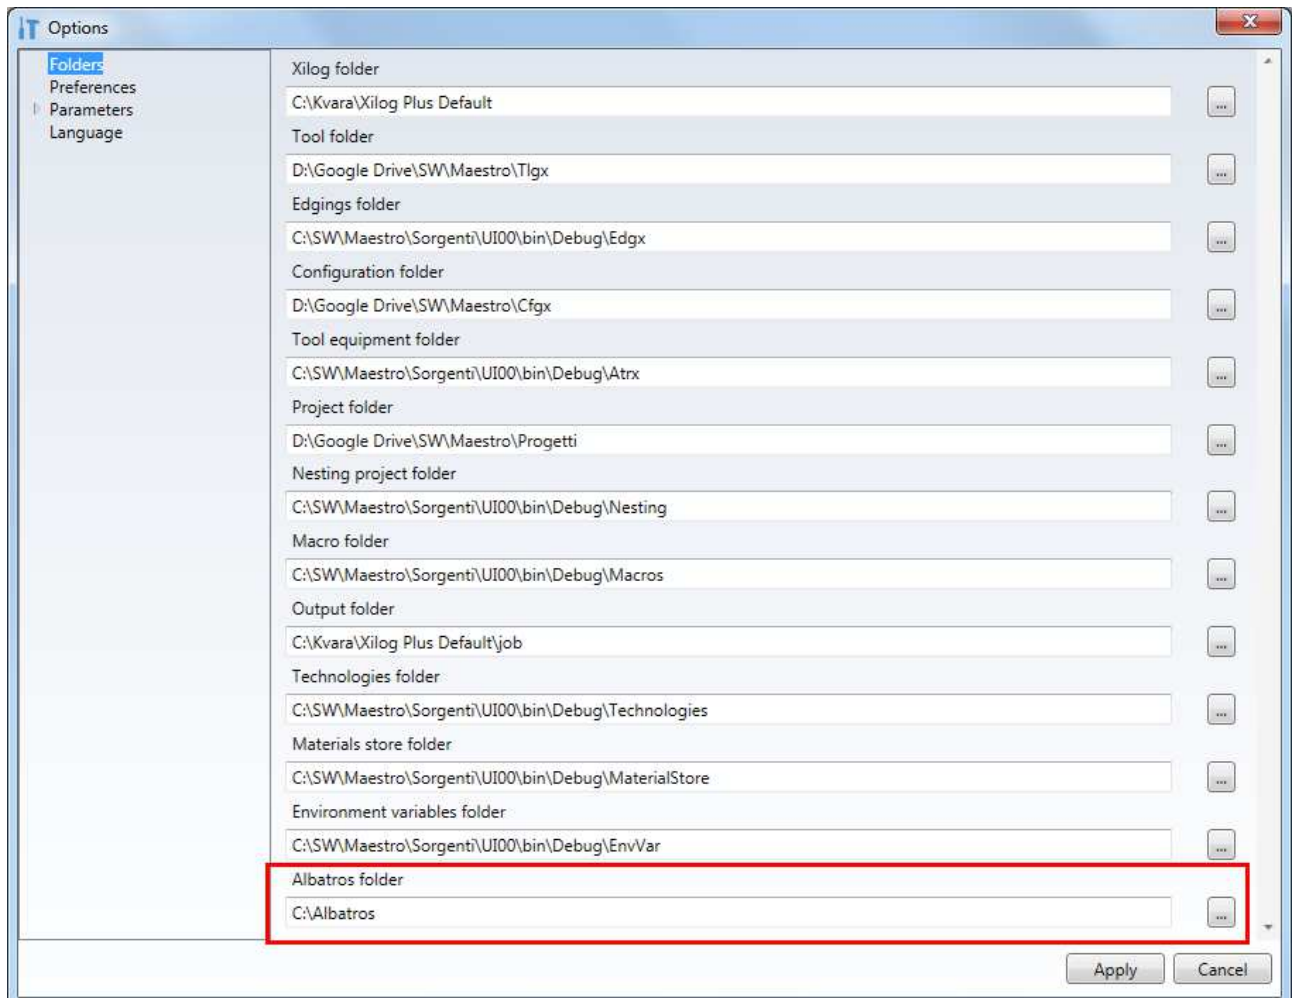 Options
X
Folders
Preferences
Parameters
Language
Xilog folder
C:\Kvara\Xilog Plus Default
...
Tool folder
D:\Google Drive\SW\Maestro\Tlgx
...
Edgings folder
C:\SW\Maestro\Sorgenti\UI00\bin\Debug\Edgx
...
Configuration folder
D:\Google Drive\SW\Maestro\Cfgx
...
Tool equipment folder
C:\SW\Maestro\Sorgenti\UI00\bin\Debug\Atrx
...
Project folder
D:\Google Drive\SW\Maestro\Progetti
...
Nesting project folder
C:\SW\Maestro\Sorgenti\UI00\bin\Debug\Nesting
...
Macro folder
C:\SW\Maestro\Sorgenti\UI00\bin\Debug\Macros
...
Output folder
C:\Kvara\Xilog Plus Default\job
...
Technologies folder
C:\SW\Maestro\Sorgenti\UI00\bin\Debug\Technologies
...
Materials store folder
C:\SW\Maestro\Sorgenti\UI00\bin\Debug\MaterialStore
...
Environment variables folder
C:\SW\Maestro\Sorgenti\UI00\bin\Debug\EnvVar
...
Albatros folder
C:\Albatros
...
Apply
Cancel